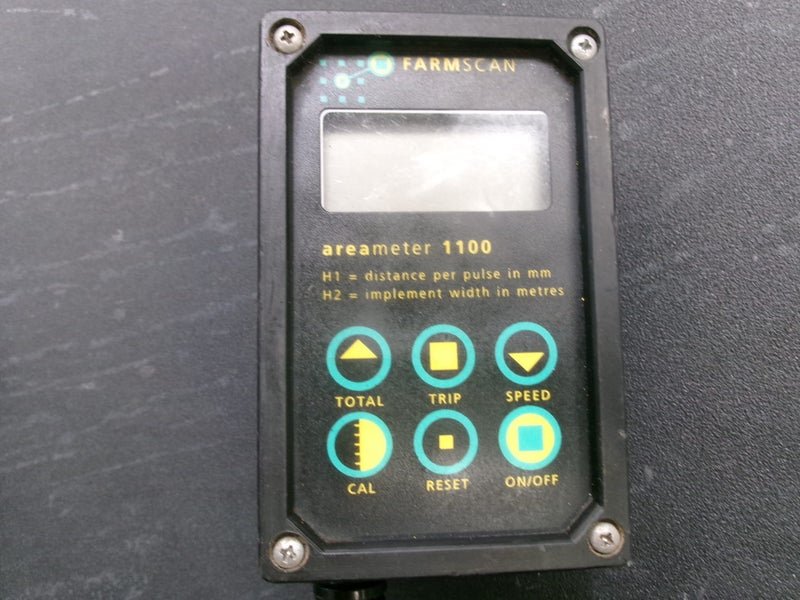 FARMSCAN
areameter 1100
H1 = distance per pulse in mm
H2 = implement width in metres
TOTAL TRIP SPEED
CAL RESET ON/OFF